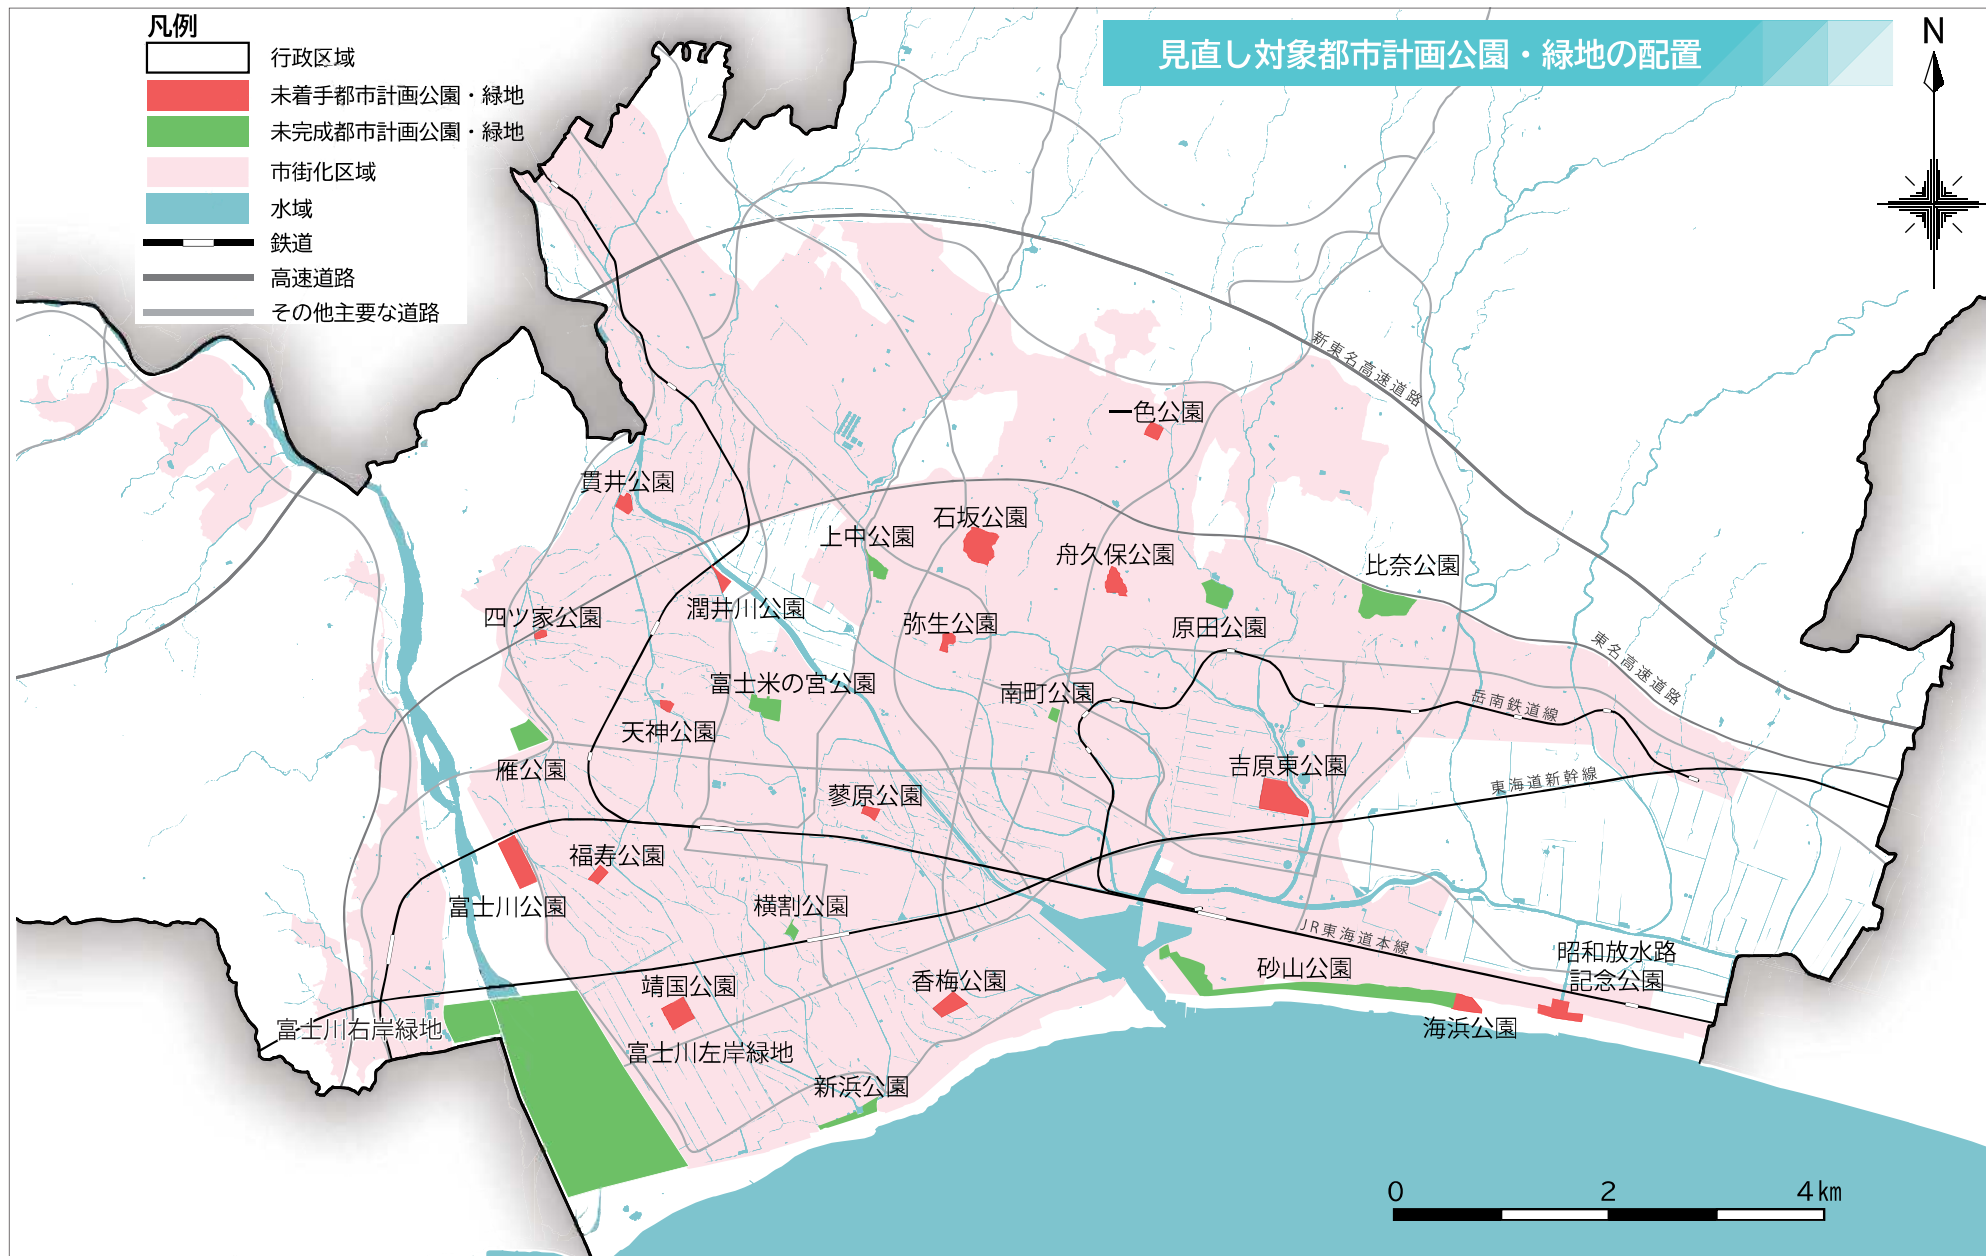 凡例
行政区域
未着手都市計画公園・緑地
未完成都市計画公園・緑地
市街化区域
水域
鉄道
高速道路
その他主要な道路
見直し対象都市計画公園・緑地の配置
N
新東名高速道路
一色公園
貫井公園
石坂公園
上中公園
舟久保公園
比奈公園
潤井川公園
四ツ家公園
弥生公園
原田公園
東名高速道路
富士米の宮公園
南町公園
岳南鉄道線
天神公園
雁公園
吉原東公園
東海道新幹線
蓼原公園
福寿公園
富士川公園
横割公園
JR東海道本線
昭和放水路
記念公園
砂山公園
靖国公園
香梅公園
富士川右岸緑地
海浜公園
富士川左岸緑地
新浜公園
0 2 4km